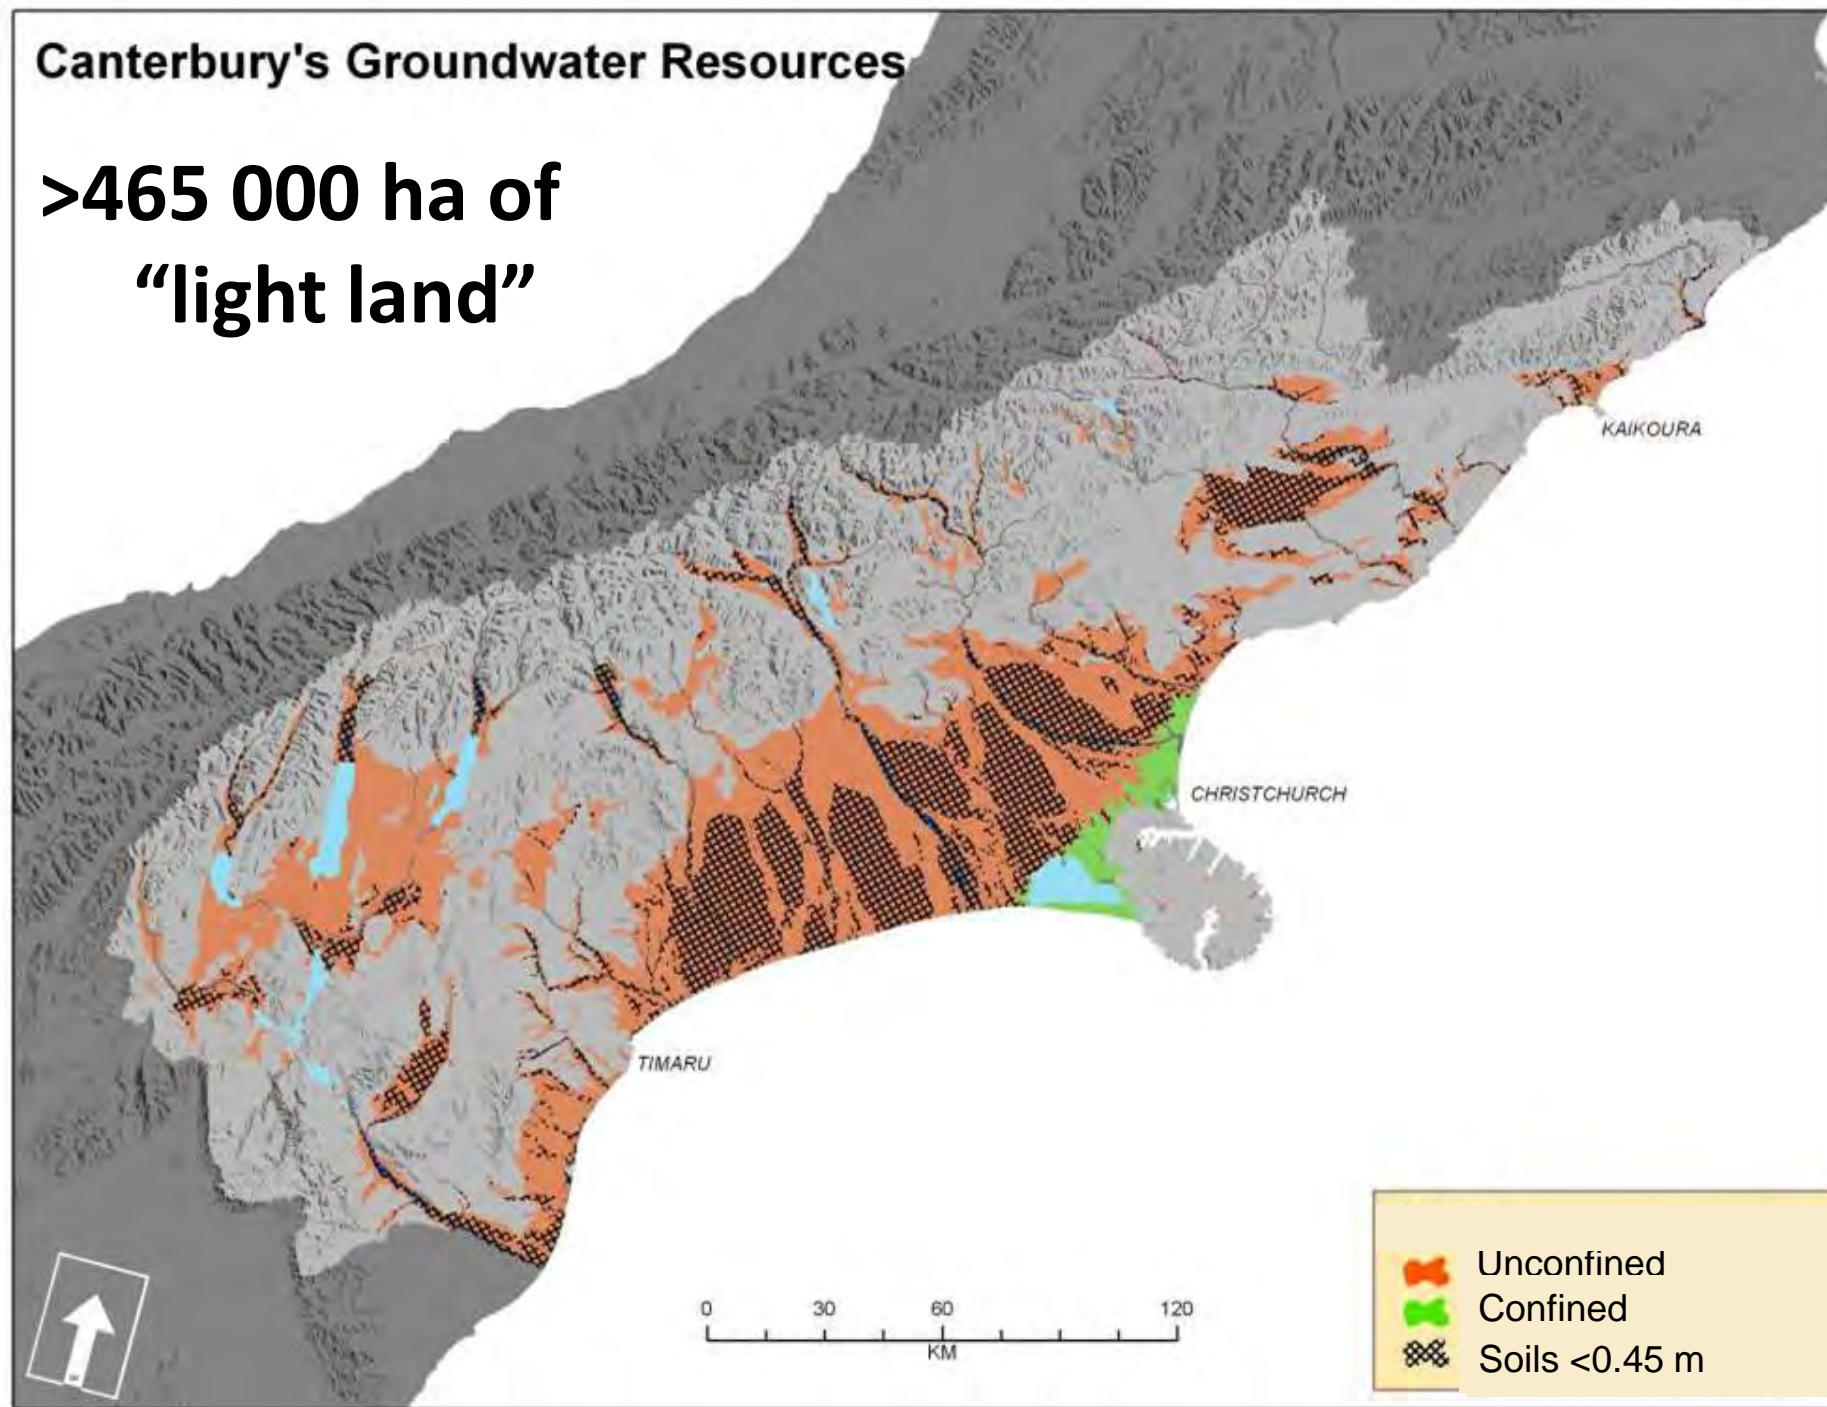 Canterbury's Groundwater Resources
>465 000 ha of
“light land”
KAIKOURA
CHRISTCHURCH
TIMARU
0 30 60 120
KM
Unconfined
Confined
Soils <0.45 m